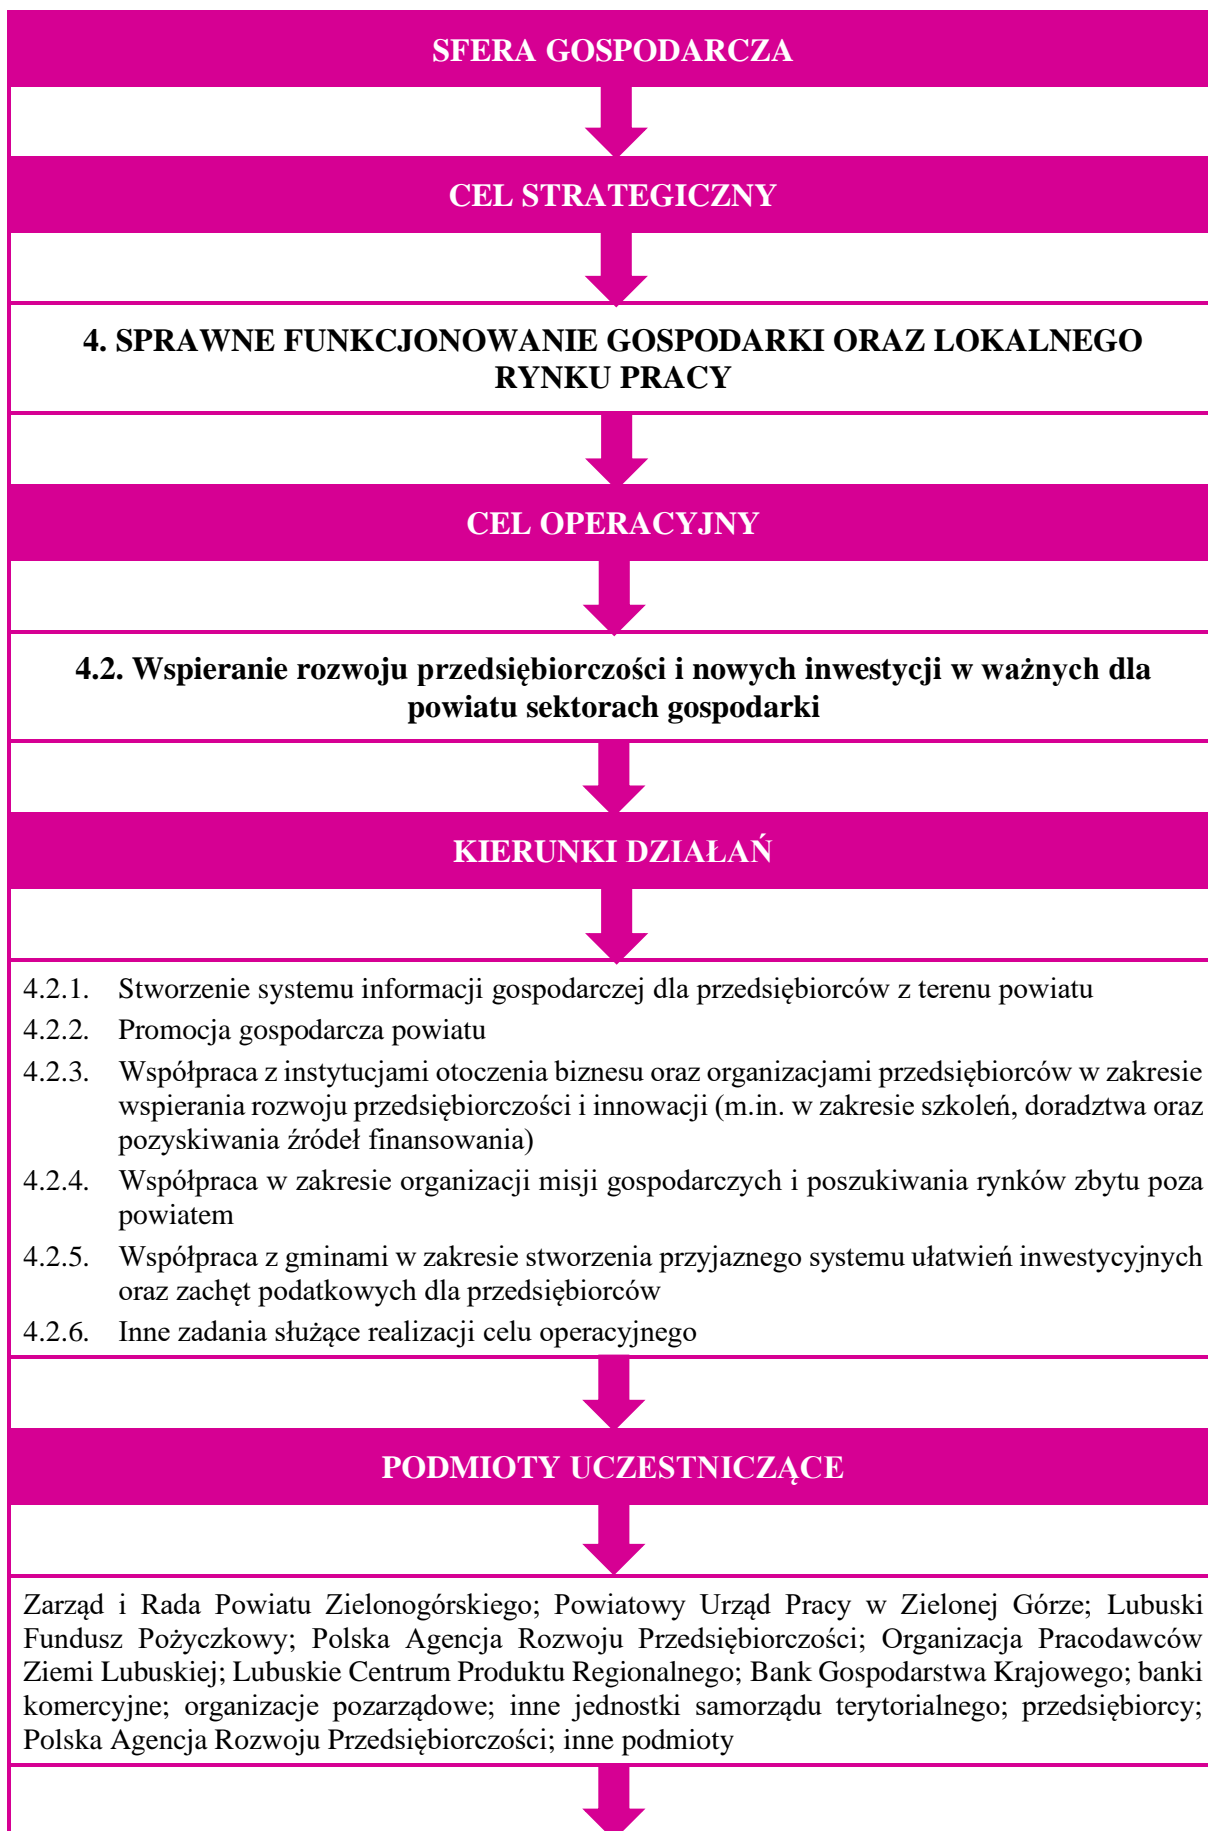 SFERA GOSPODARCZA
CEL STRATEGICZNY
4. SPRAWNE FUNKCJONOWANIE GOSPODARKI ORAZ LOKALNEGO
RYNKU PRACY
CEL OPERACYJNY
4.2. Wspieranie rozwoju przedsiębiorczości i nowych inwestycji w ważnych dla
powiatu sektorach gospodarki
KIERUNKI DZIAŁAŃ
4.2.1. Stworzenie systemu informacji gospodarczej dla przedsiębiorców z terenu powiatu
4.2.2. Promocja gospodarcza powiatu
4.2.3. Współpraca z instytucjami otoczenia biznesu oraz organizacjami przedsiębiorców w zakresie
wspierania rozwoju przedsiębiorczości i innowacji (m.in. w zakresie szkoleń, doradztwa oraz
pozyskiwania źródeł finansowania)
4.2.4. Współpraca w zakresie organizacji misji gospodarczych i poszukiwania rynków zbytu poza
powiatem
4.2.5. Współpraca z gminami w zakresie stworzenia przyjaznego systemu ułatwień inwestycyjnych
oraz zachęt podatkowych dla przedsiębiorców
4.2.6. Inne zadania służące realizacji celu operacyjnego
PODMIOTY UCZESTNICZĄCE
Zarząd i Rada Powiatu Zielonogórskiego; Powiatowy Urząd Pracy w Zielonej Górze; Lubuski
Fundusz Pożyczkowy; Polska Agencja Rozwoju Przedsiębiorczości; Organizacja Pracodawców
Ziemi Lubuskiej; Lubuskie Centrum Produktu Regionalnego; Bank Gospodarstwa Krajowego; banki
komercyjne; organizacje pozarządowe; inne jednostki samorządu terytorialnego; przedsiębiorcy;
Polska Agencja Rozwoju Przedsiębiorczości; inne podmioty